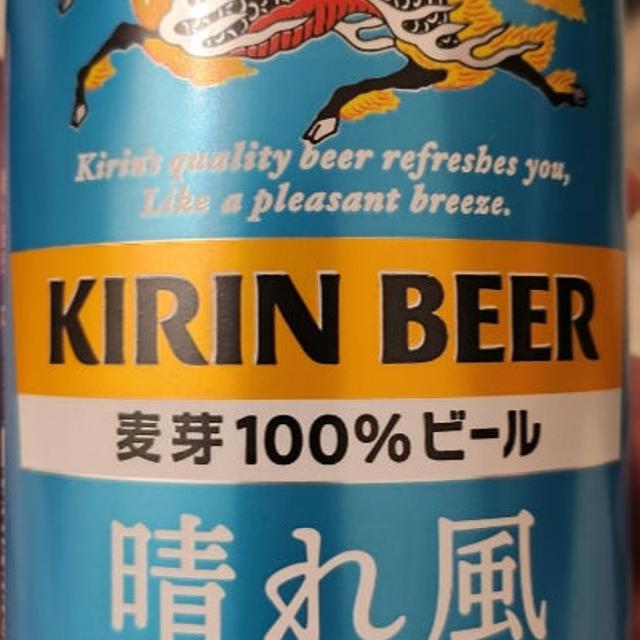 Kirin's quality beer refreshes you,
Like a pleasant breeze.
KIRIN BEER
麦芽100%ビール
晴れ風